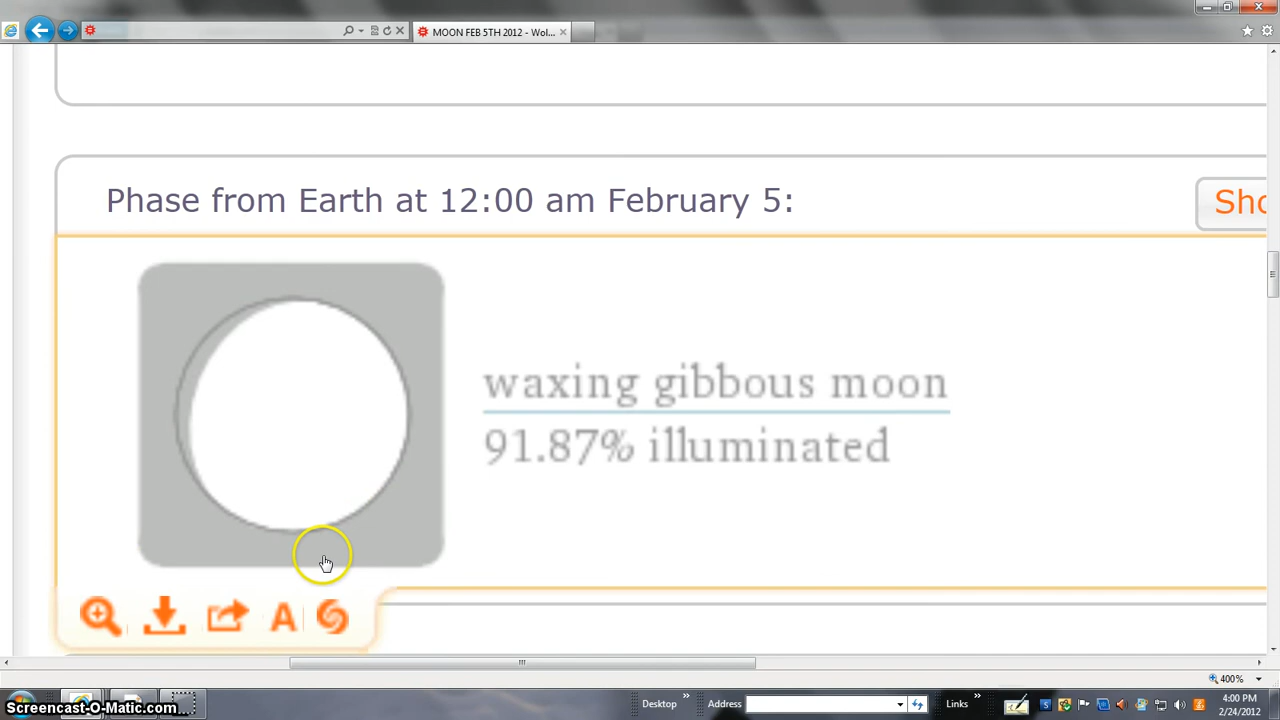 MOON FEB 5TH 2012 - Wol...
Phase from Earth at 12:00 am February 5:
Sho
waxing gibbous moon
91.87% illuminated
A
400%
Desktop
Address
Links
4:00 PM
2/24/2012
Screencast-O-Matic.com